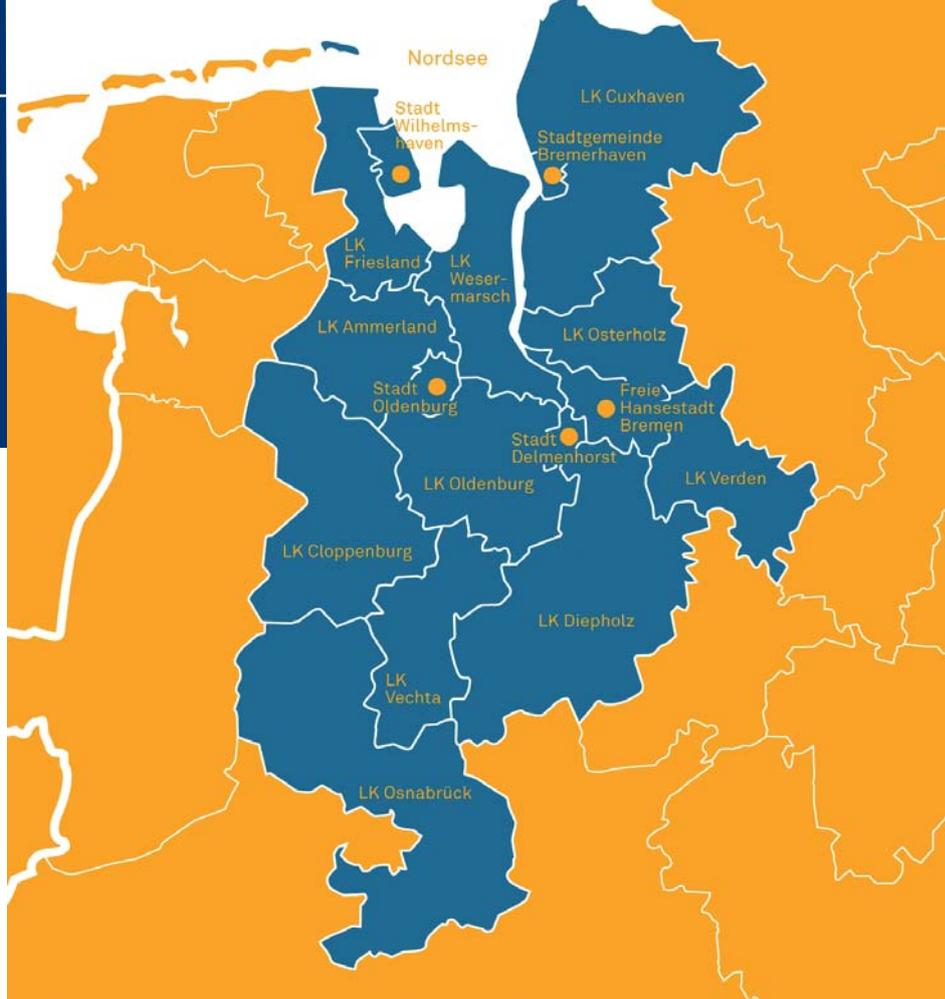 Nordsee
LK Cuxhaven
Stadt
Wilhelms-
haven
Stadtgemeinde
Bremerhaven
LK
Friesland
LK
Weser-
marsch
LK Ammerland
LK Osterholz
Stadt
Oldenburg
Freie
Hansestadt
Bremen
Stadt
Delmenhorst
LK Oldenburg
LK Verden
LK Cloppenburg
LK Diepholz
LK
Vechta
LK Osnabrück